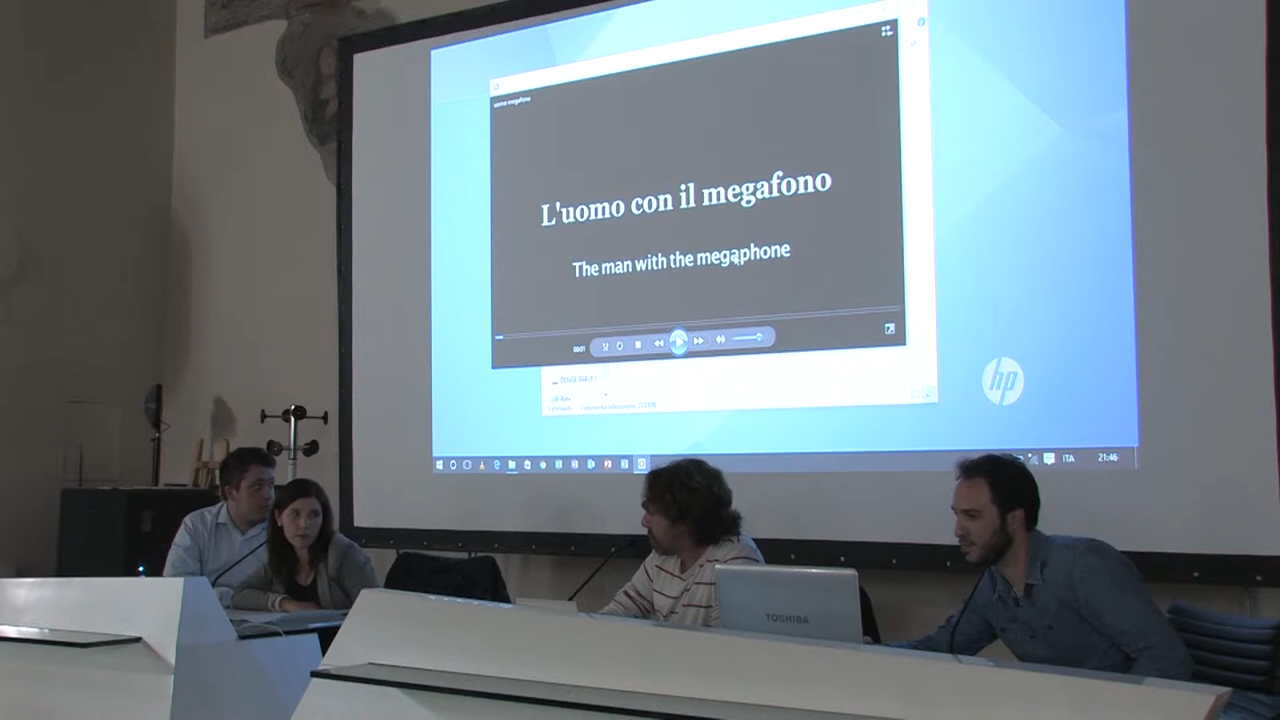 uomo megafono
L'uomo con il megafono
The man with the megaphone
00:01
hp
ITA
21:46
TOSHIBA